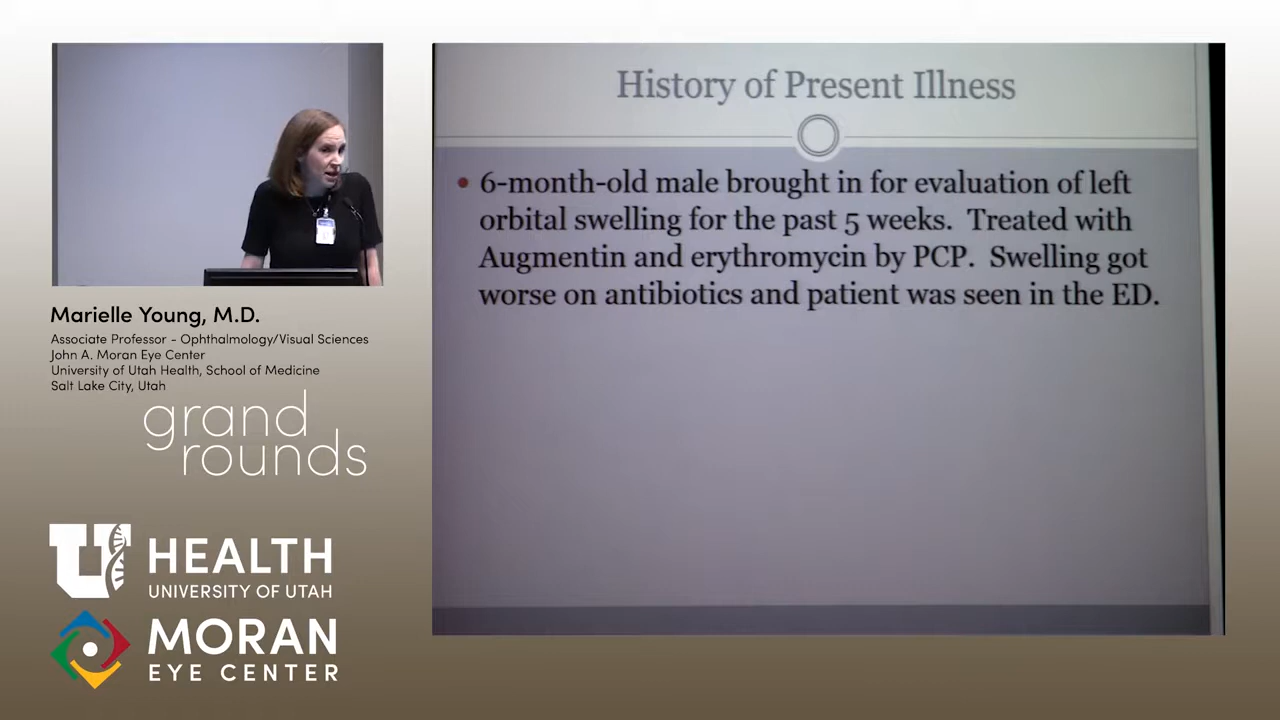 History of Present Illness
6-month-old male brought in for evaluation of left
orbital swelling for the past 5 weeks.  Treated with
Augmentin and erythromycin by PCP.  Swelling got
worse on antibiotics and patient was seen in the ED.
Marielle Young, M.D.
Associate Professor - Ophthalmology/Visual Sciences
John A. Moran Eye Center
University of Utah Health, School of Medicine
Salt Lake City, Utah
grand
rounds
U HEALTH
UNIVERSITY OF UTAH
MORAN
EYE CENTER